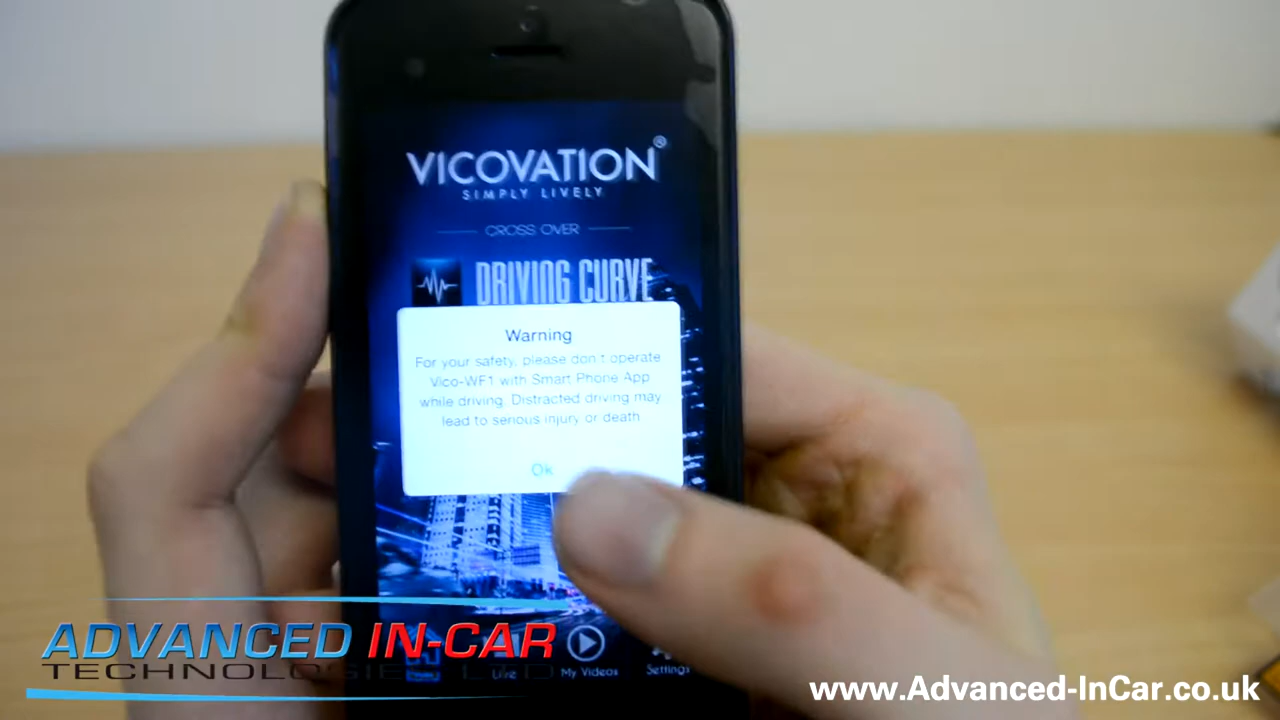 VICOVATION®
SIMPLY LIVELY
CROSS OVER
DRIVING CURVE
Warning
For your safety, please don't operate
Vico-WF1 with Smart Phone App
while driving. Distracted driving may
lead to serious injury or death
Ok
Live
My Videos
Settings
ADVANCED IN-CAR
TECHNOLOGIES LTD
www.Advanced-InCar.co.uk